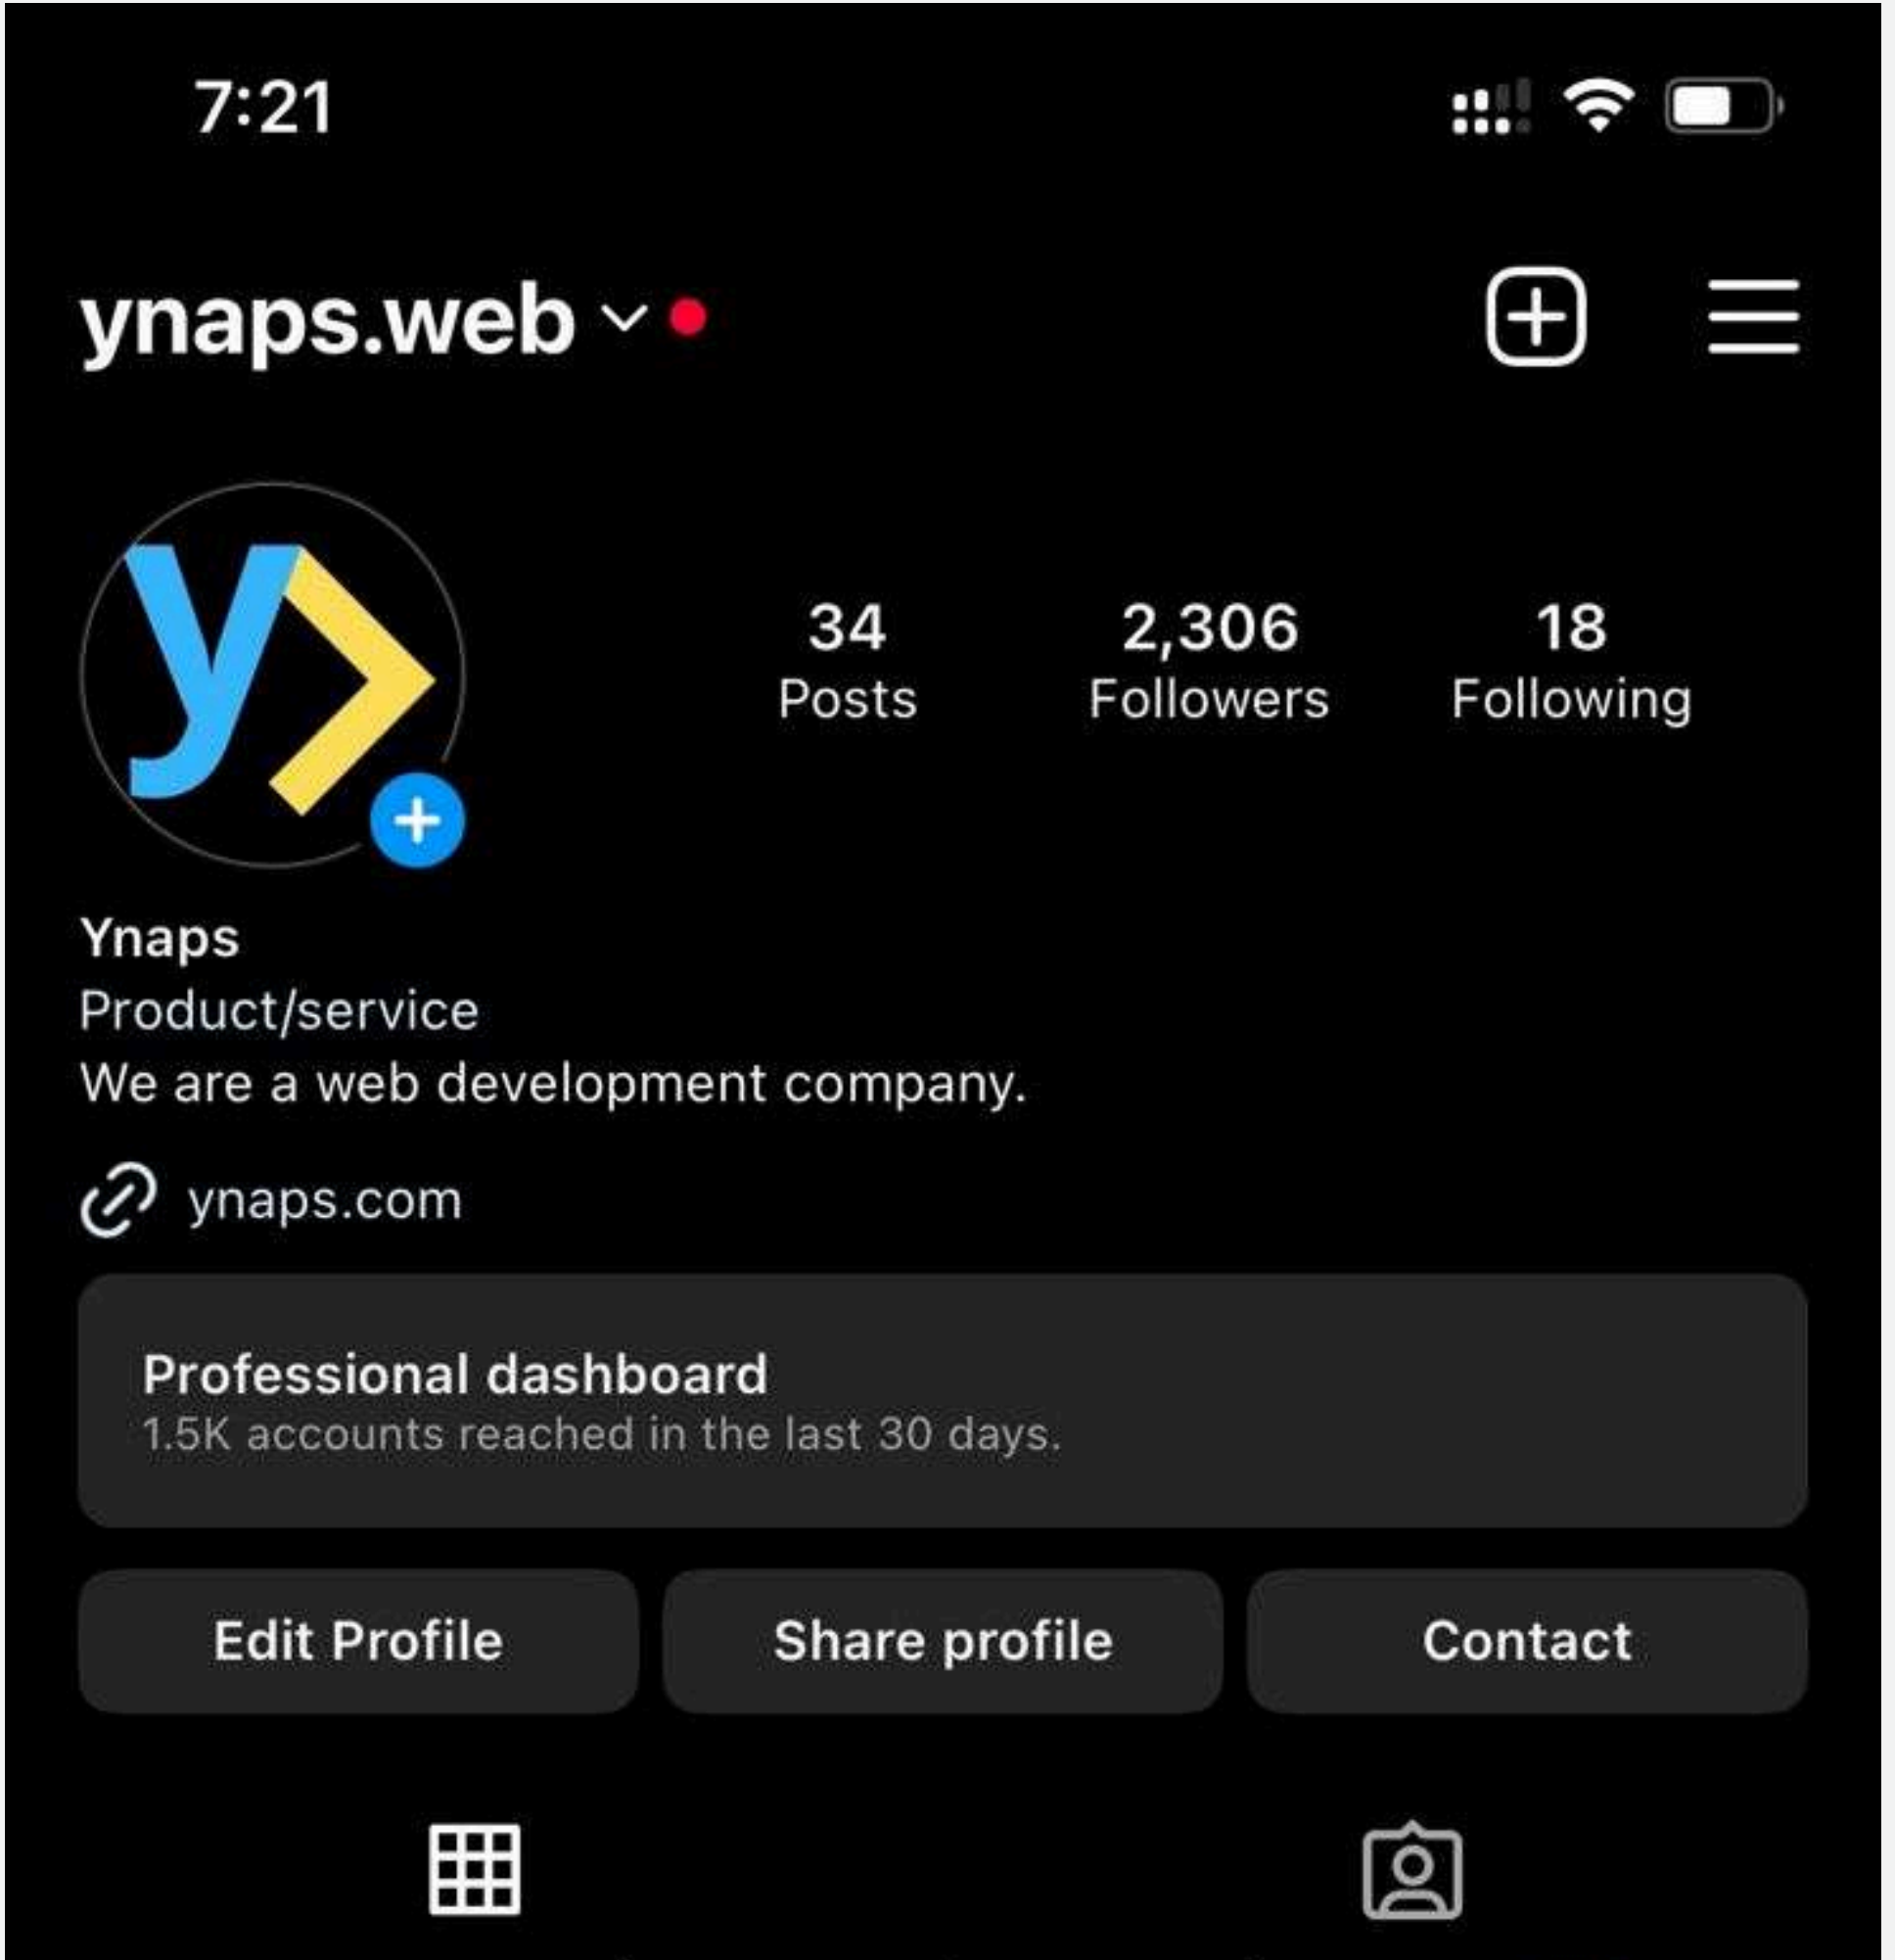 7:21
ynaps.web
y
34
Posts
2,306
Followers
18
Following
Ynaps
Product/service
We are a web development company.
ynaps.com
Professional dashboard
1.5K accounts reached in the last 30 days.
Edit Profile
Share profile
Contact